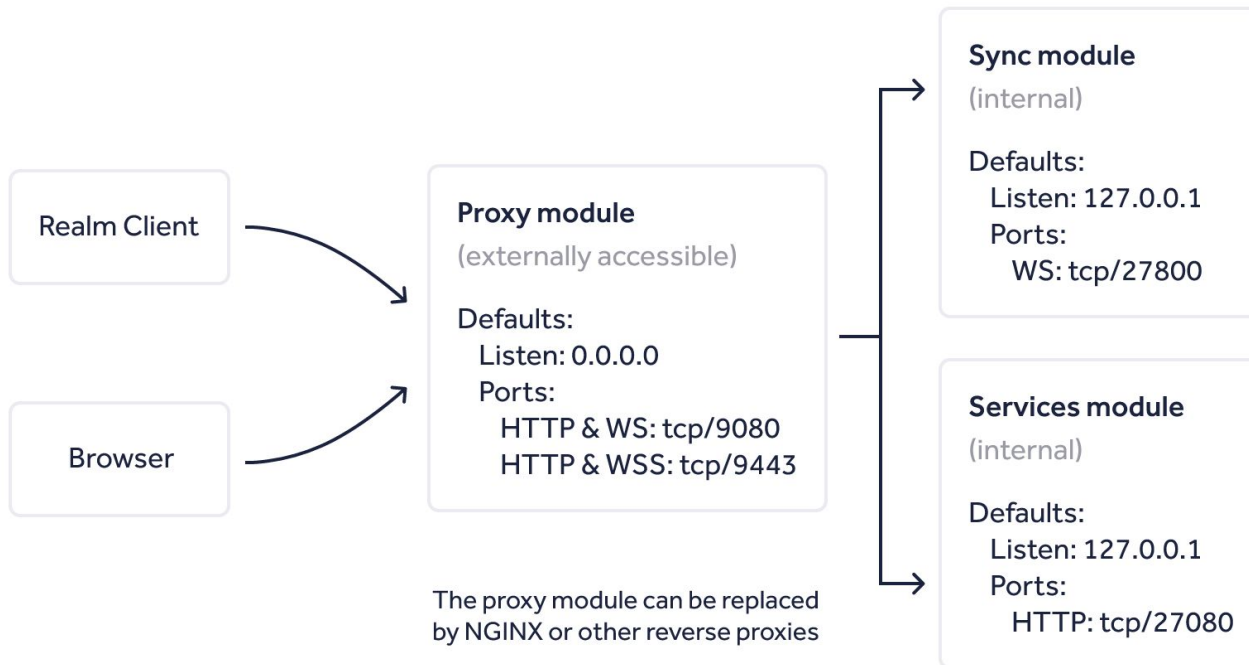 Realm Client
Browser
Proxy module
(externally accessible)
Defaults:
Listen: 0.0.0.0
Ports:
HTTP & WS: tcp/9080
HTTP & WSS: tcp/9443
The proxy module can be replaced
by NGINX or other reverse proxies
Sync module
(internal)
Defaults:
Listen: 127.0.0.1
Ports:
WS: tcp/27800
Services module
(internal)
Defaults:
Listen: 127.0.0.1
Ports:
HTTP: tcp/27080